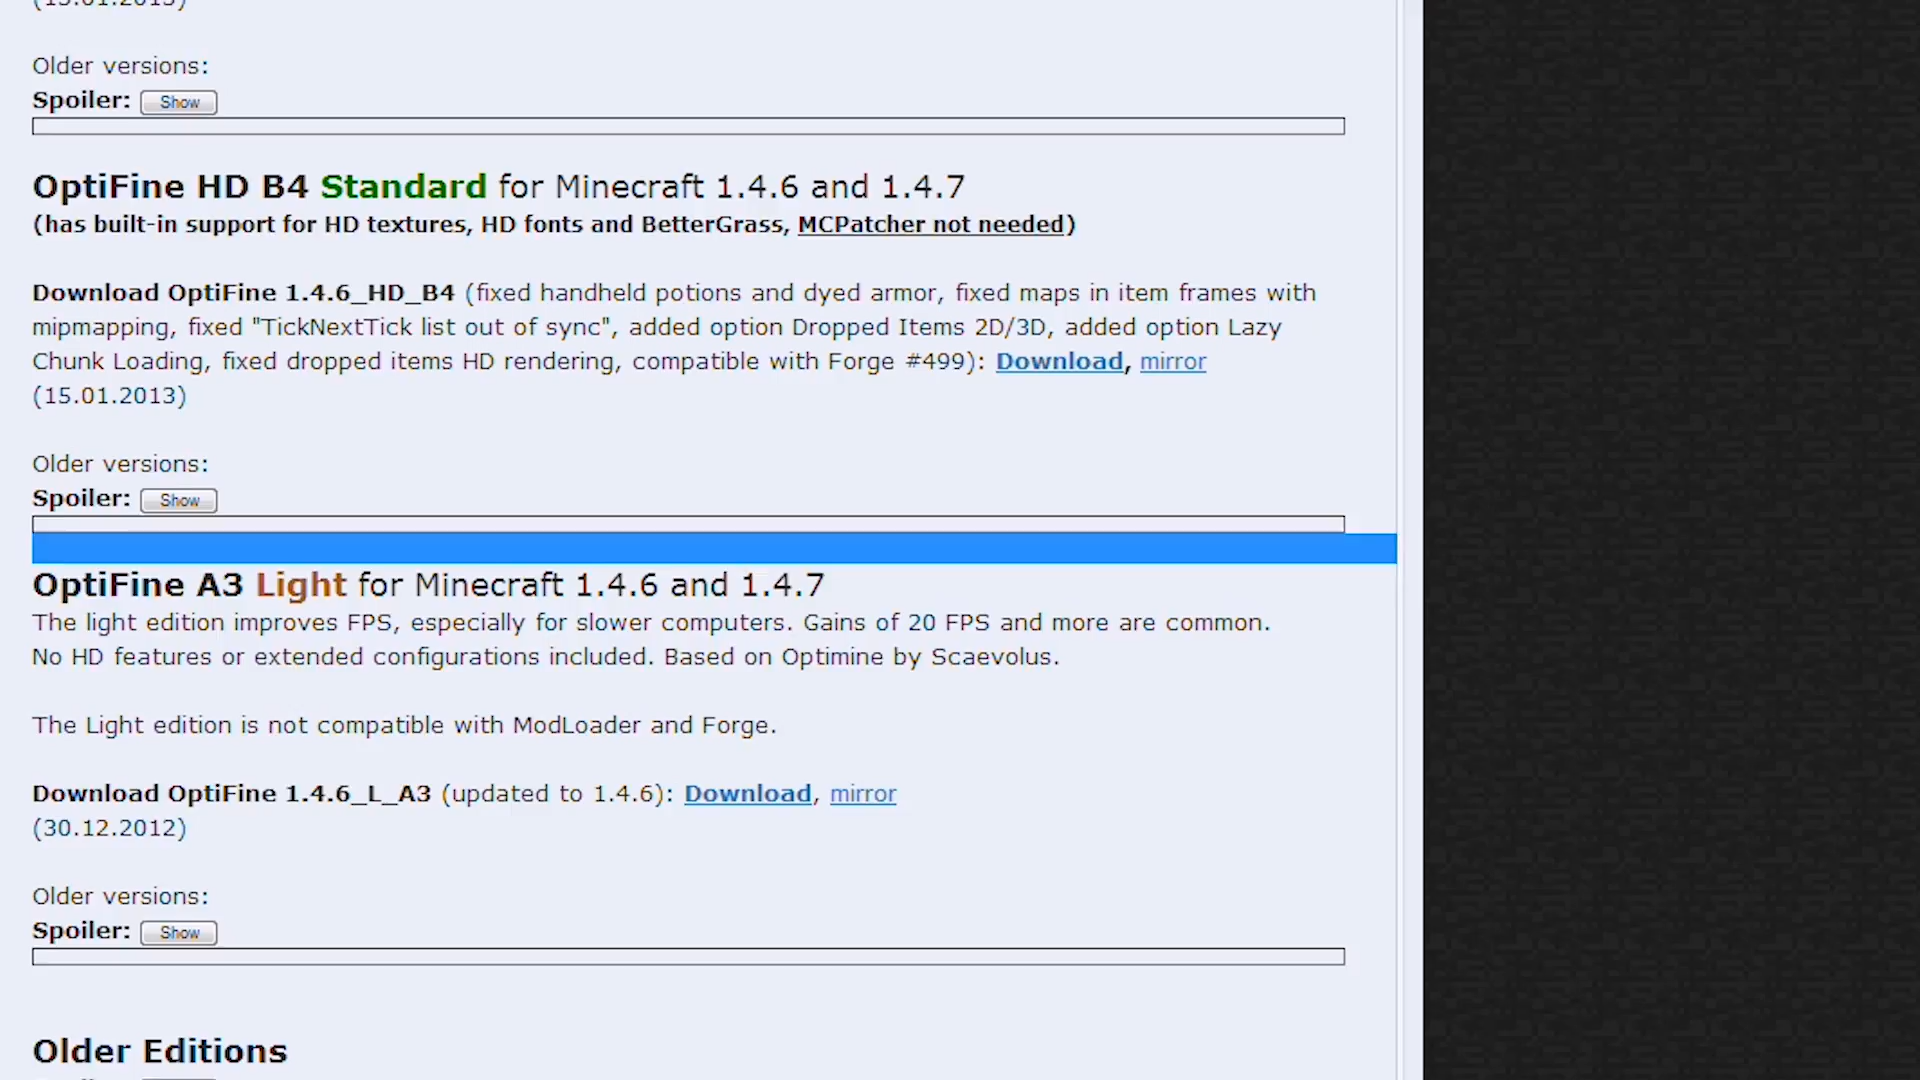 (15.01.2013)
Older versions:
Spoiler: Show
OptiFine HD B4 Standard for Minecraft 1.4.6 and 1.4.7
(has built-in support for HD textures, HD fonts and BetterGrass, MCPatcher not needed)
Download OptiFine 1.4.6_HD_B4 (fixed handheld potions and dyed armor, fixed maps in item frames with
mipmapping, fixed "TickNextTick list out of sync", added option Dropped Items 2D/3D, added option Lazy
Chunk Loading, fixed dropped items HD rendering, compatible with Forge #499): Download, mirror
(15.01.2013)
Older versions:
Spoiler: Show
OptiFine A3 Light for Minecraft 1.4.6 and 1.4.7
The light edition improves FPS, especially for slower computers. Gains of 20 FPS and more are common.
No HD features or extended configurations included. Based on Optimine by Scaevolus.
The Light edition is not compatible with ModLoader and Forge.
Download OptiFine 1.4.6_L_A3 (updated to 1.4.6): Download, mirror
(30.12.2012)
Older versions:
Spoiler: Show
Older Editions